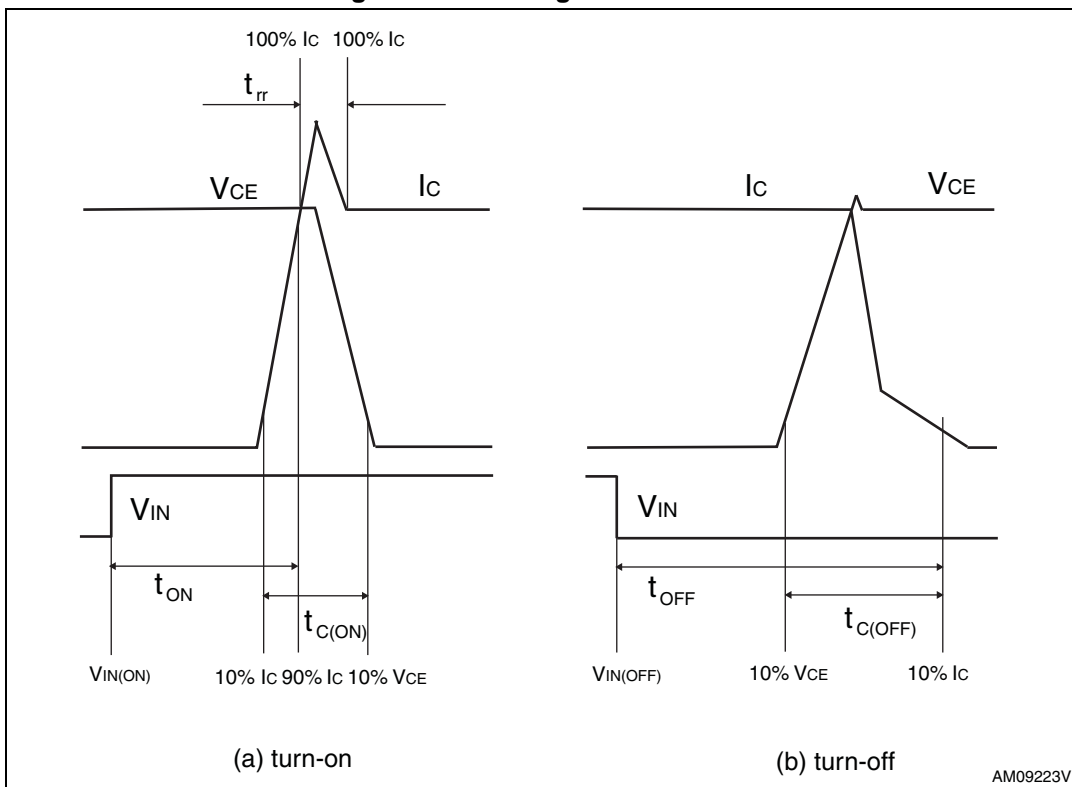 100% IC 100% IC
trr
VCE IC
VIN
tON
tC(ON)
VIN(ON) 10% IC 90% IC 10% VCE
(a) turn-on
IC VCE
VIN
tOFF
tC(OFF)
VIN(OFF) 10% VCE 10% IC
(b) turn-off
AM09223V